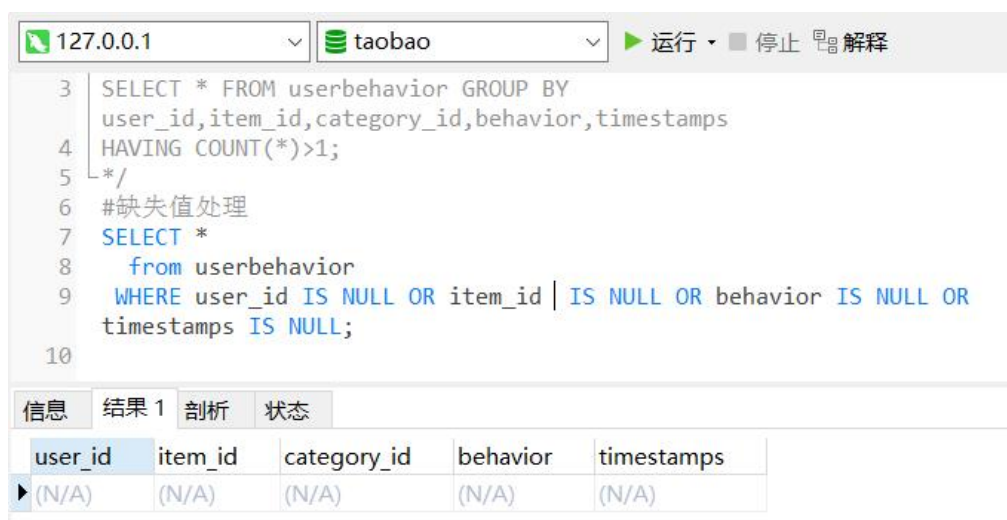 127.0.0.1 taobao 运行 停止 解释
3 SELECT * FROM userbehavior GROUP BY
user_id,item_id,category_id,behavior,timestamps
4 HAVING COUNT(*)>1;
5 */
6 #缺失值处理
7 SELECT *
8 from userbehavior
9 WHERE user_id IS NULL OR item_id IS NULL OR behavior IS NULL OR
timestamps IS NULL;
10
信息 结果 1 剖析 状态
user_id item_id category_id behavior timestamps
(N/A) (N/A) (N/A) (N/A) (N/A)